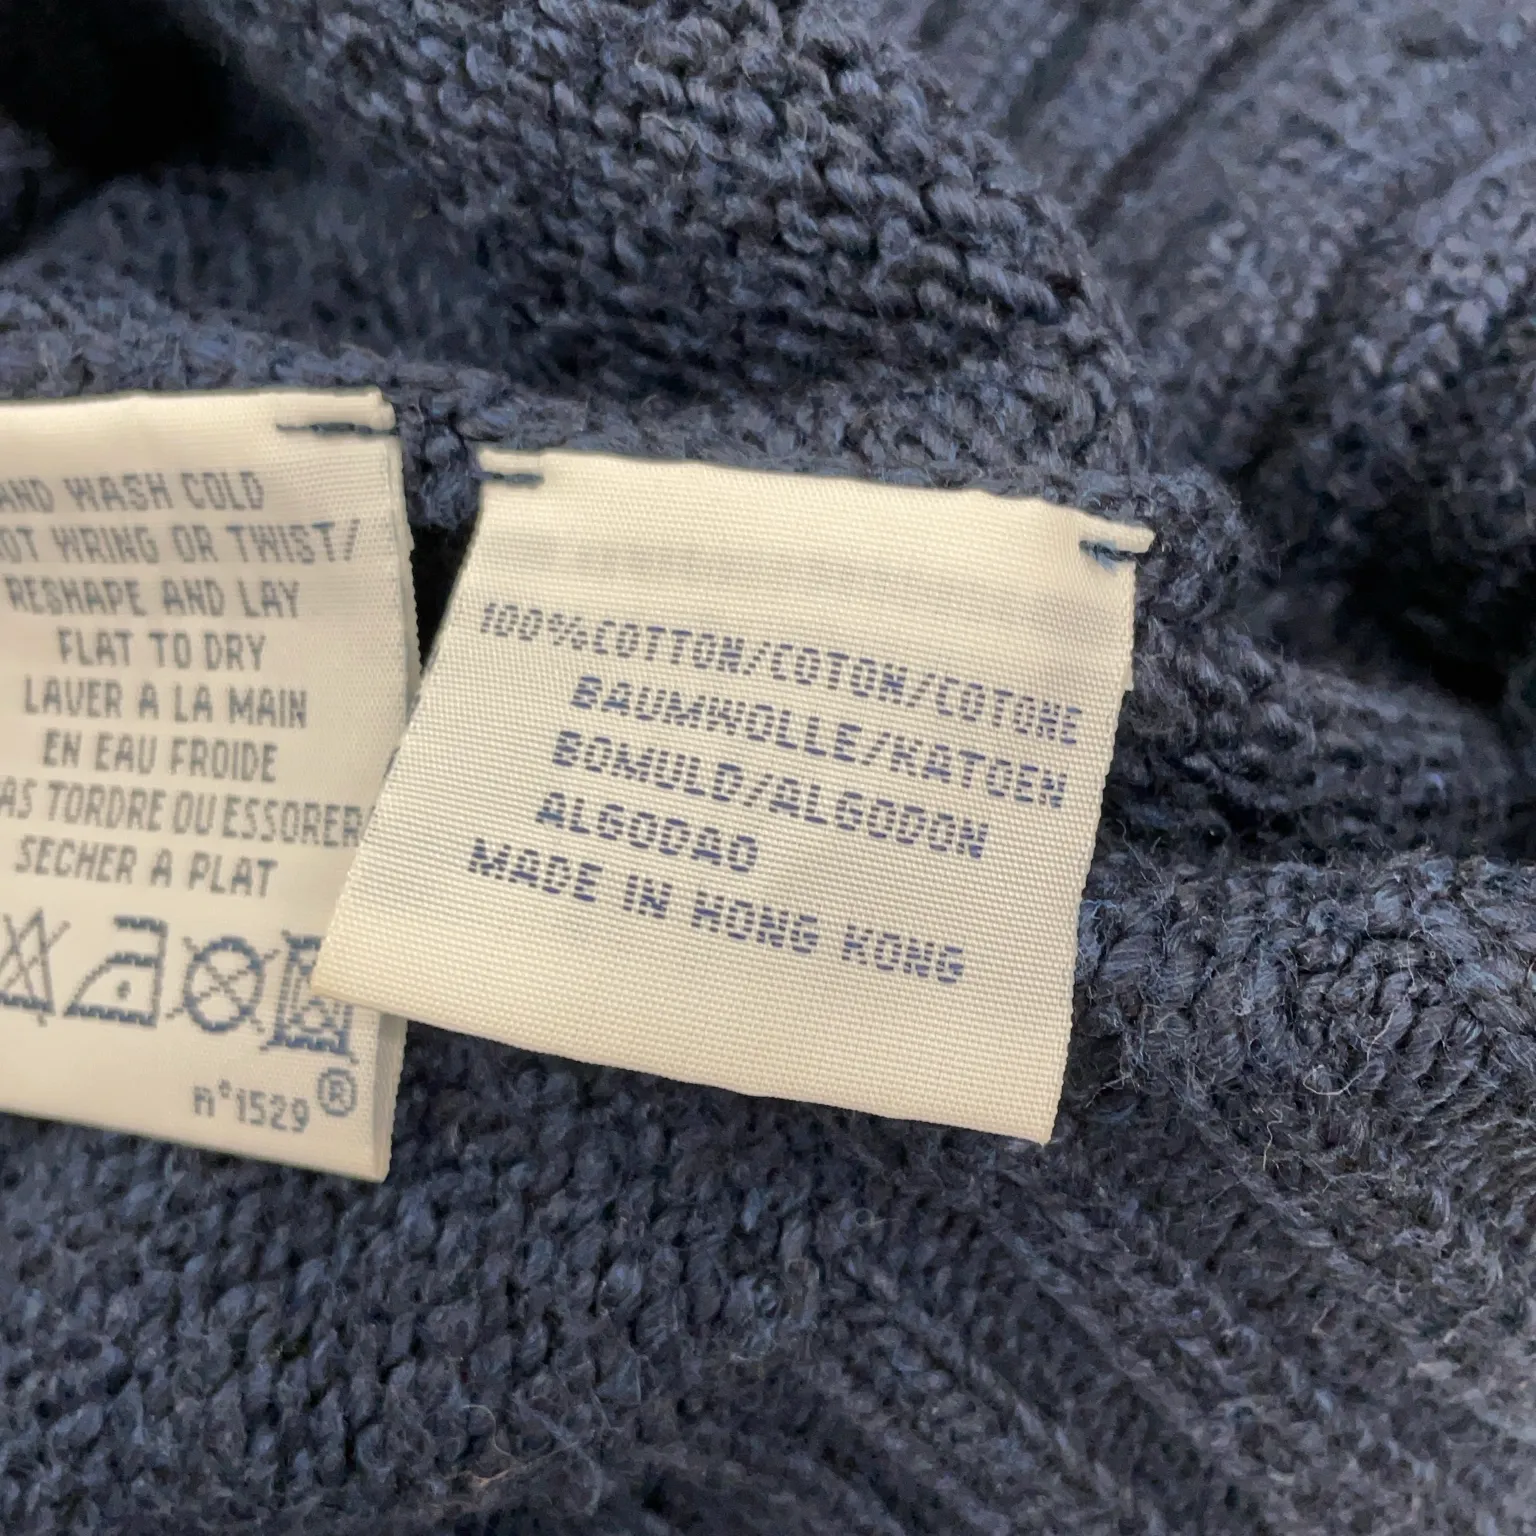 AND WASH COLD
OT WRING OR TWIST/
RESHAPE AND LAY
FLAT TO DRY
LAVER A LA MAIN
EN EAU FROIDE
AS TORDRE OU ESSORER
SECHER A PLAT
n°1529®
100%COTTON/COTON/COTONE
BAUMWOLLE/KATOEN
BOMULD/ALGODON
ALGODAO
MADE IN HONG KONG